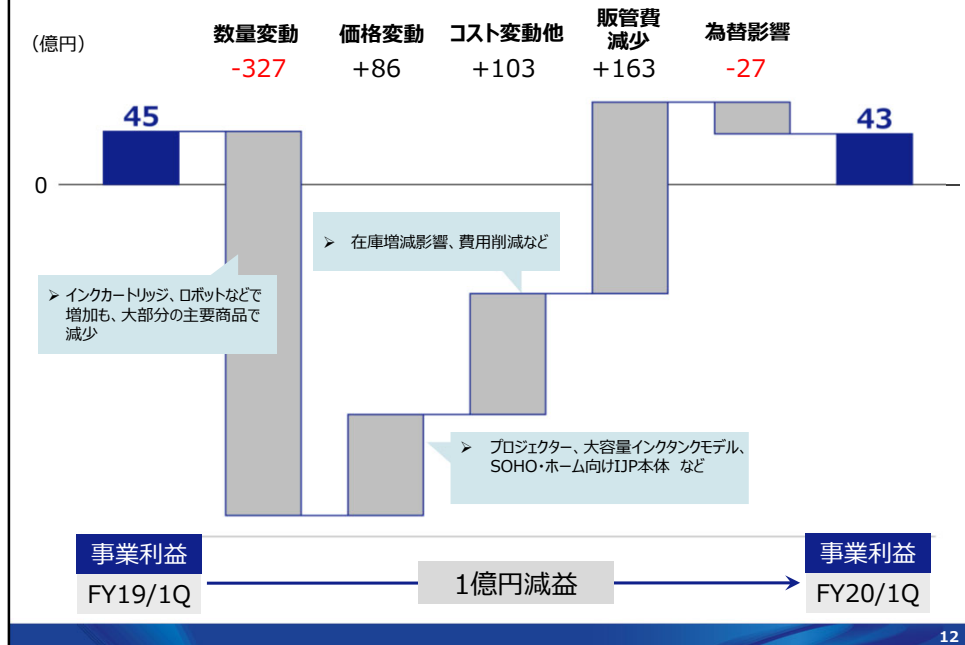 (億円)
数量変動
-327
価格変動
+86
コスト変動他
+103
販管費
減少
+163
為替影響
-27
45
43
0
➢ 在庫増減影響、費用削減など
➢ インクカートリッジ、ロボットなどで
増加も、大部分の主要商品で
減少
➢ プロジェクター、大容量インクタンクモデル、
SOHO・ホーム向けIJP本体 など
事業利益
FY19/1Q
1億円減益
事業利益
FY20/1Q
12